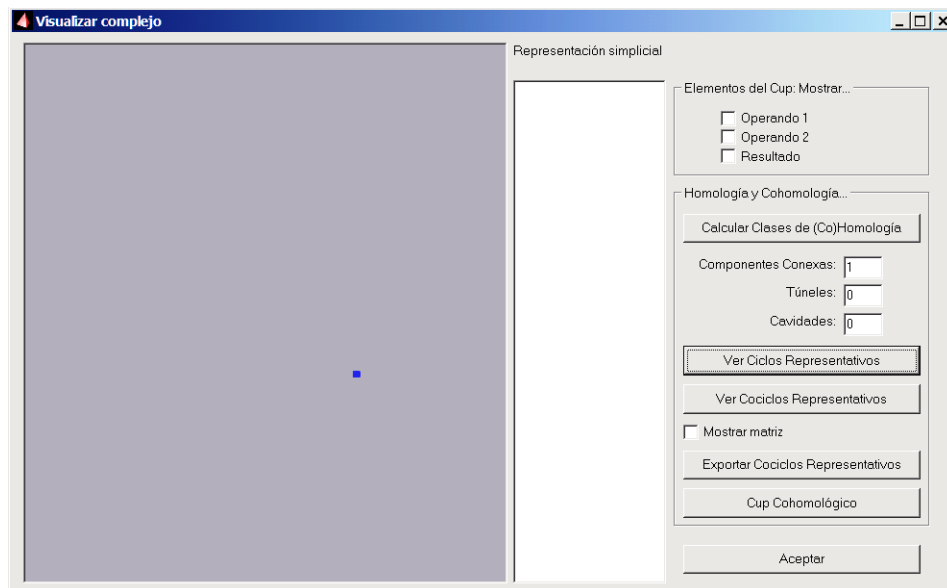 Visualizar complejo
Representación simplicial
Elementos del Cup: Mostrar...
Operando 1
Operando 2
Resultado
Homología y Cohomología...
Calcular Clases de (Co)Homología
Componentes Conexas: 1
Túneles: 0
Cavidades: 0
Ver Ciclos Representativos
Ver Cociclos Representativos
Mostrar matriz
Exportar Cociclos Representativos
Cup Cohomológico
Aceptar